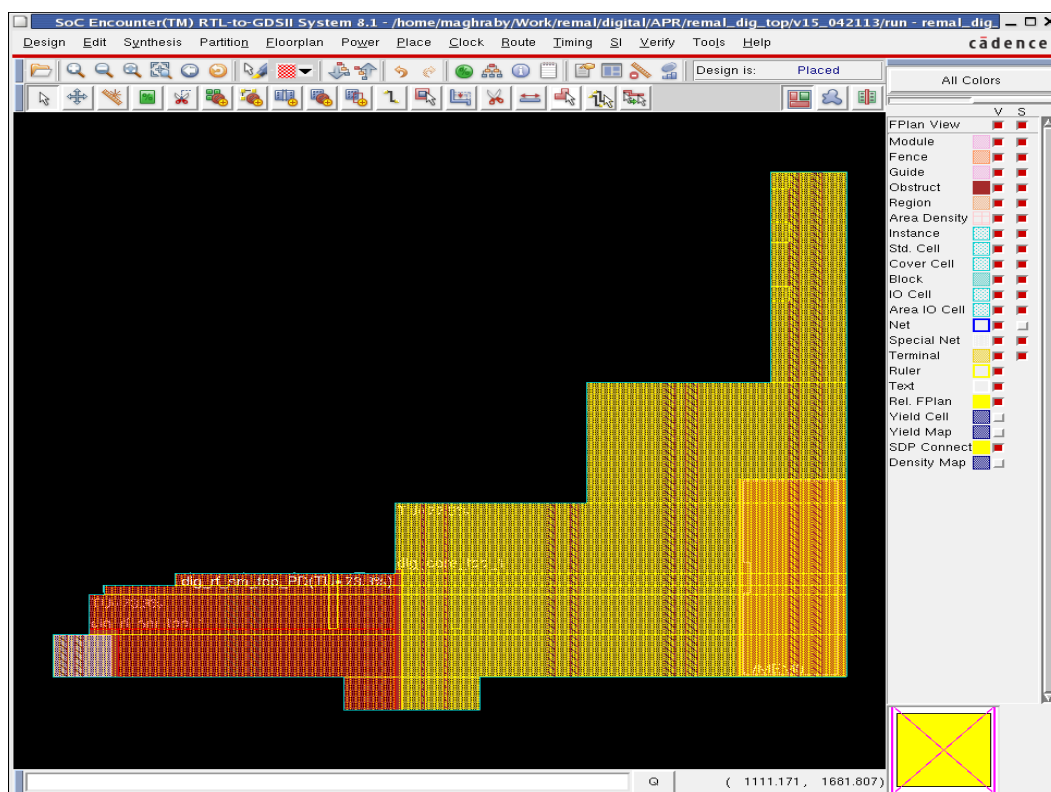 SoC Encounter(TM) RTL-to-GDSII System 8.1 - /home/maghraby/Work/remal/digital/APR/remal_dig_top/v15_042113/run - remal_dig_
Design Edit Synthesis Partition Floorplan Power Place Clock Route Timing SI Verify Tools Help cādence
Design is: Placed
All Colors
V S
FPlan View
Module
Fence
Guide
Obstruct
Region
Area Density
Instance
Std. Cell
Cover Cell
Block
IO Cell
Area IO Cell
Net
Special Net
Terminal
Ruler
Text
Rel. FPlan
Yield Cell
Yield Map
SDP Connect
Density Map
dig_rf_sm_top_PD(TU= 79.3%)
Q ( 1111.171, 1681.807)